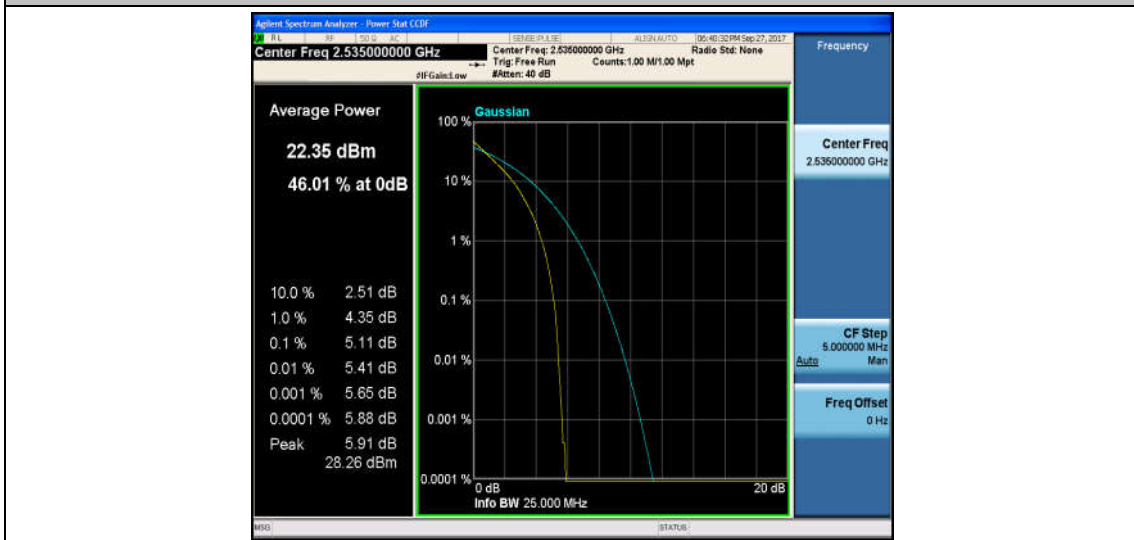 Agilent Spectrum Analyzer - Power Stat CCDF
RL RF 50 Ω AC SENSE:PULSE ALIGN AUTO 06:40:32 PM Sep 27, 2017
Center Freq 2.535000000 GHz
Center Freq: 2.535000000 GHz Radio Std: None
Trig: Free Run Counts:1.00 M/1.00 Mpt
#IFGain:Low #Atten: 40 dB
Frequency
Average Power
22.35 dBm
46.01 % at 0dB
10.0 % 2.51 dB
1.0 % 4.35 dB
0.1 % 5.11 dB
0.01 % 5.41 dB
0.001 % 5.65 dB
0.0001 % 5.88 dB
Peak 5.91 dB
28.26 dBm
Gaussian
100 %
10 %
1 %
0.1 %
0.01 %
0.001 %
0.0001 %
0 dB 20 dB
Info BW 25.000 MHz
Center Freq
2.535000000 GHz
CF Step
5.000000 MHz
Auto Man
Freq Offset
0 Hz
MSG STATUS